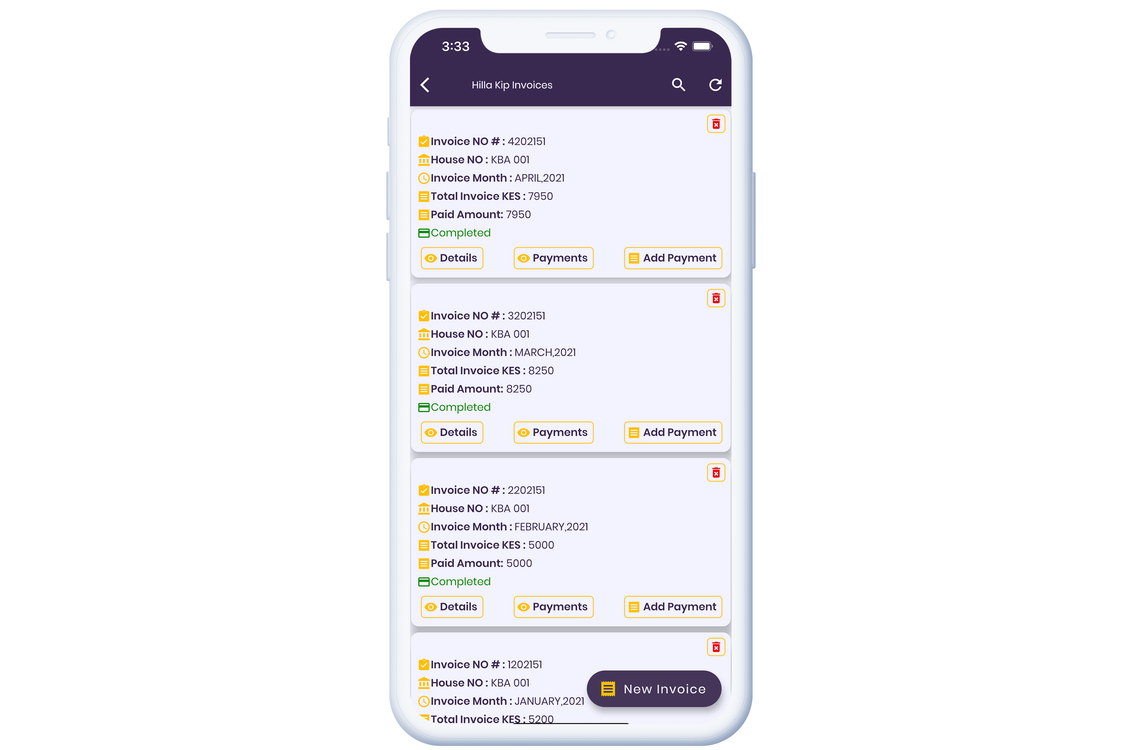 3:33
Hilla Kip Invoices
Invoice NO # : 4202151
House NO : KBA 001
Invoice Month : APRIL,2021
Total Invoice KES : 7950
Paid Amount: 7950
Completed
Details Payments Add Payment
Invoice NO # : 3202151
House NO : KBA 001
Invoice Month : MARCH,2021
Total Invoice KES : 8250
Paid Amount: 8250
Completed
Details Payments Add Payment
Invoice NO # : 2202151
House NO : KBA 001
Invoice Month : FEBRUARY,2021
Total Invoice KES : 5000
Paid Amount: 5000
Completed
Details Payments Add Payment
Invoice NO # : 1202151
House NO : KBA 001
Invoice Month : JANUARY,2021
Total Invoice KES : 5200
New Invoice